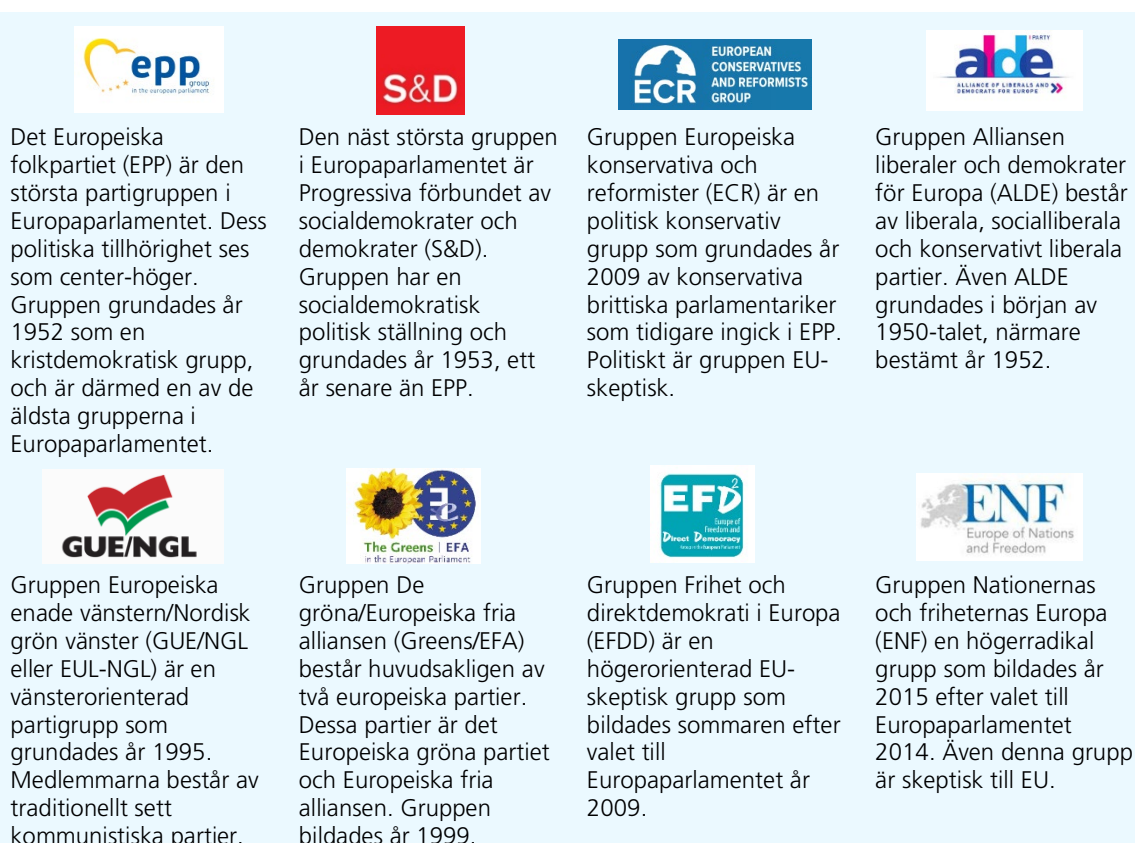 epp
group
in the european parliament
S&D
ECR
EUROPEAN
CONSERVATIVES
AND REFORMISTS
GROUP
PARTY
alde
ALLIANCE OF LIBERALS AND
DEMOCRATS FOR EUROPE
Det Europeiska
folkpartiet (EPP) är den
största partigruppen i
Europaparlamentet. Dess
politiska tillhörighet ses
som center-höger.
Gruppen grundades år
1952 som en
kristdemokratisk grupp,
och är därmed en av de
äldsta grupperna i
Europaparlamentet.
Den näst största gruppen
i Europaparlamentet är
Progressiva förbundet av
socialdemokrater och
demokrater (S&D).
Gruppen har en
socialdemokratisk
politisk ställning och
grundades år 1953, ett
år senare än EPP.
Gruppen Europeiska
konservativa och
reformister (ECR) är en
politisk konservativ
grupp som grundades år
2009 av konservativa
brittiska parlamentariker
som tidigare ingick i EPP.
Politiskt är gruppen EU-
skeptisk.
Gruppen Alliansen
liberaler och demokrater
för Europa (ALDE) består
av liberala, socialliberala
och konservativt liberala
partier. Även ALDE
grundades i början av
1950-talet, närmare
bestämt år 1952.
GUE/NGL
The Greens | EFA
in the European Parliament
EFD2
Europe of
Freedom and
Direct Democracy
ENF
Europe of Nations
and Freedom
Gruppen Europeiska
enade vänstern/Nordisk
grön vänster (GUE/NGL
eller EUL-NGL) är en
vänsterorienterad
partigrupp som
grundades år 1995.
Medlemmarna består av
traditionellt sett
kommunistiska partier.
Gruppen De
gröna/Europeiska fria
alliansen (Greens/EFA)
består huvudsakligen av
två europeiska partier.
Dessa partier är det
Europeiska gröna partiet
och Europeiska fria
alliansen. Gruppen
bildades år 1999.
Gruppen Frihet och
direktdemokrati i Europa
(EFDD) är en
högerorienterad EU-
skeptisk grupp som
bildades sommaren efter
valet till
Europaparlamentet år
2009.
Gruppen Nationernas
och friheternas Europa
(ENF) en högerradikal
grupp som bildades år
2015 efter valet till
Europaparlamentet
2014. Även denna grupp
är skeptisk till EU.